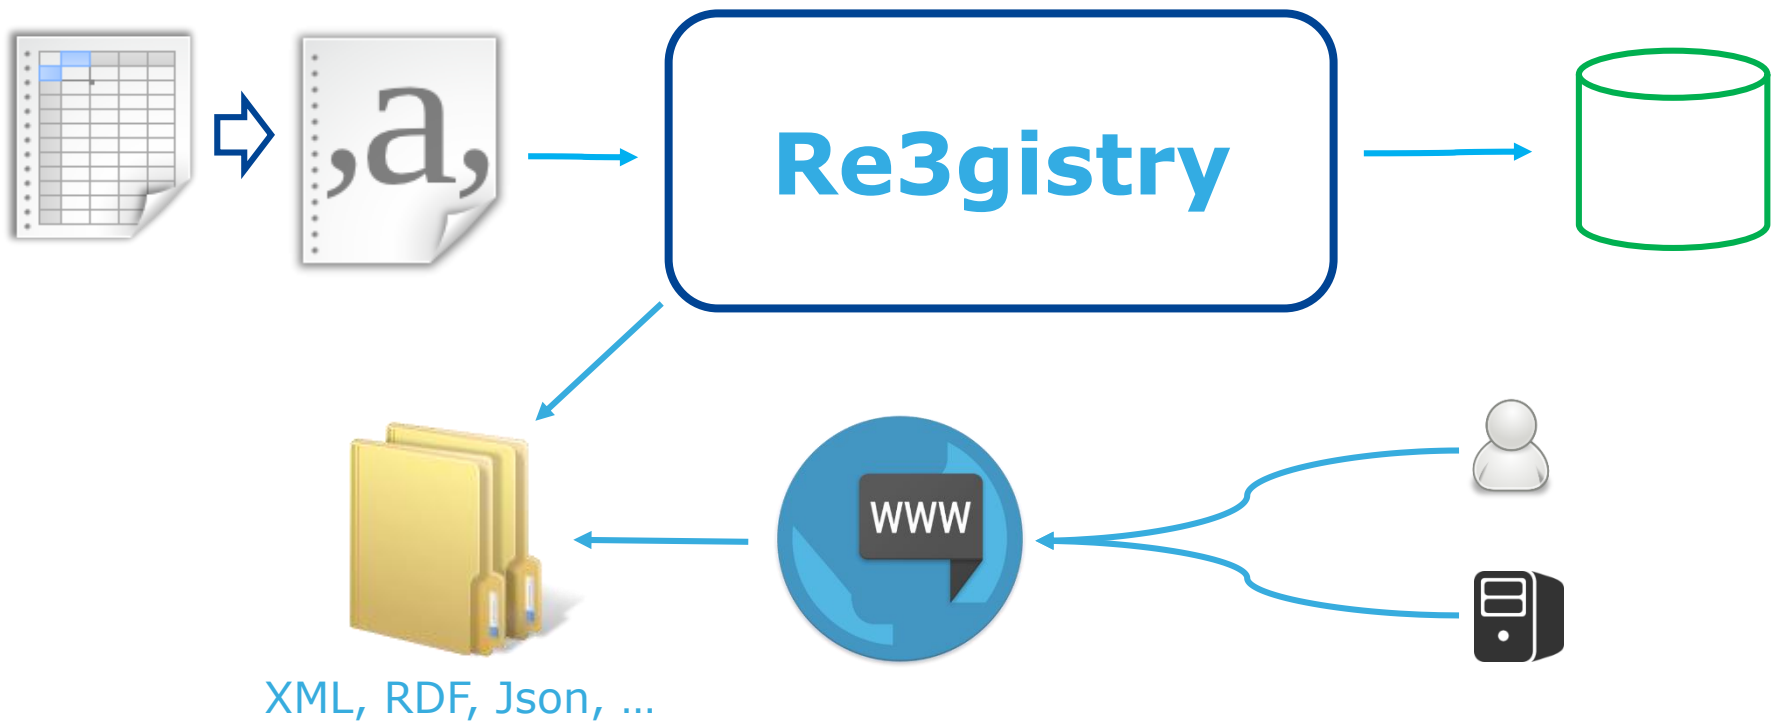 ,a,
Re3gistry
WWW
XML, RDF, Json, ...